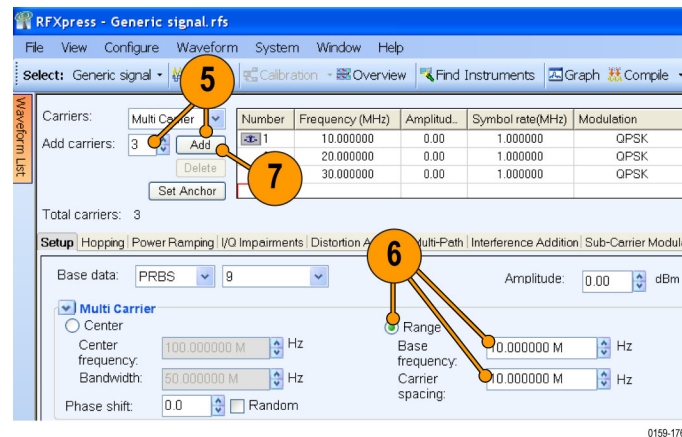 RFXpress - Generic signal.rfs
File View Configure Waveform System Window Help
Select: Generic signal Calibration Overview Find Instruments Graph Compile
5
Waveform List
Carriers: Multi Carrier
Number Frequency (MHz) Amplitud.. Symbol rate(MHz) Modulation
Add carriers: 3 Add
1 10.000000 0.00 1.000000 QPSK
20.000000 0.00 1.000000 QPSK
Delete
7
30.000000 0.00 1.000000 QPSK
Set Anchor
Total carriers: 3
Setup Hopping Power Ramping I/Q Impairments Distortion Multi-Path Interference Addition
6
Base data: PRBS 9
Amplitude: 0.00 dBm
Multi Carrier
Center
Range
Center frequency: 100.000000 M Hz
Base frequency: 10.000000 M Hz
Bandwidth: 50.000000 M Hz
Carrier spacing: 10.000000 M Hz
Phase shift: 0.0 Random
0159-176